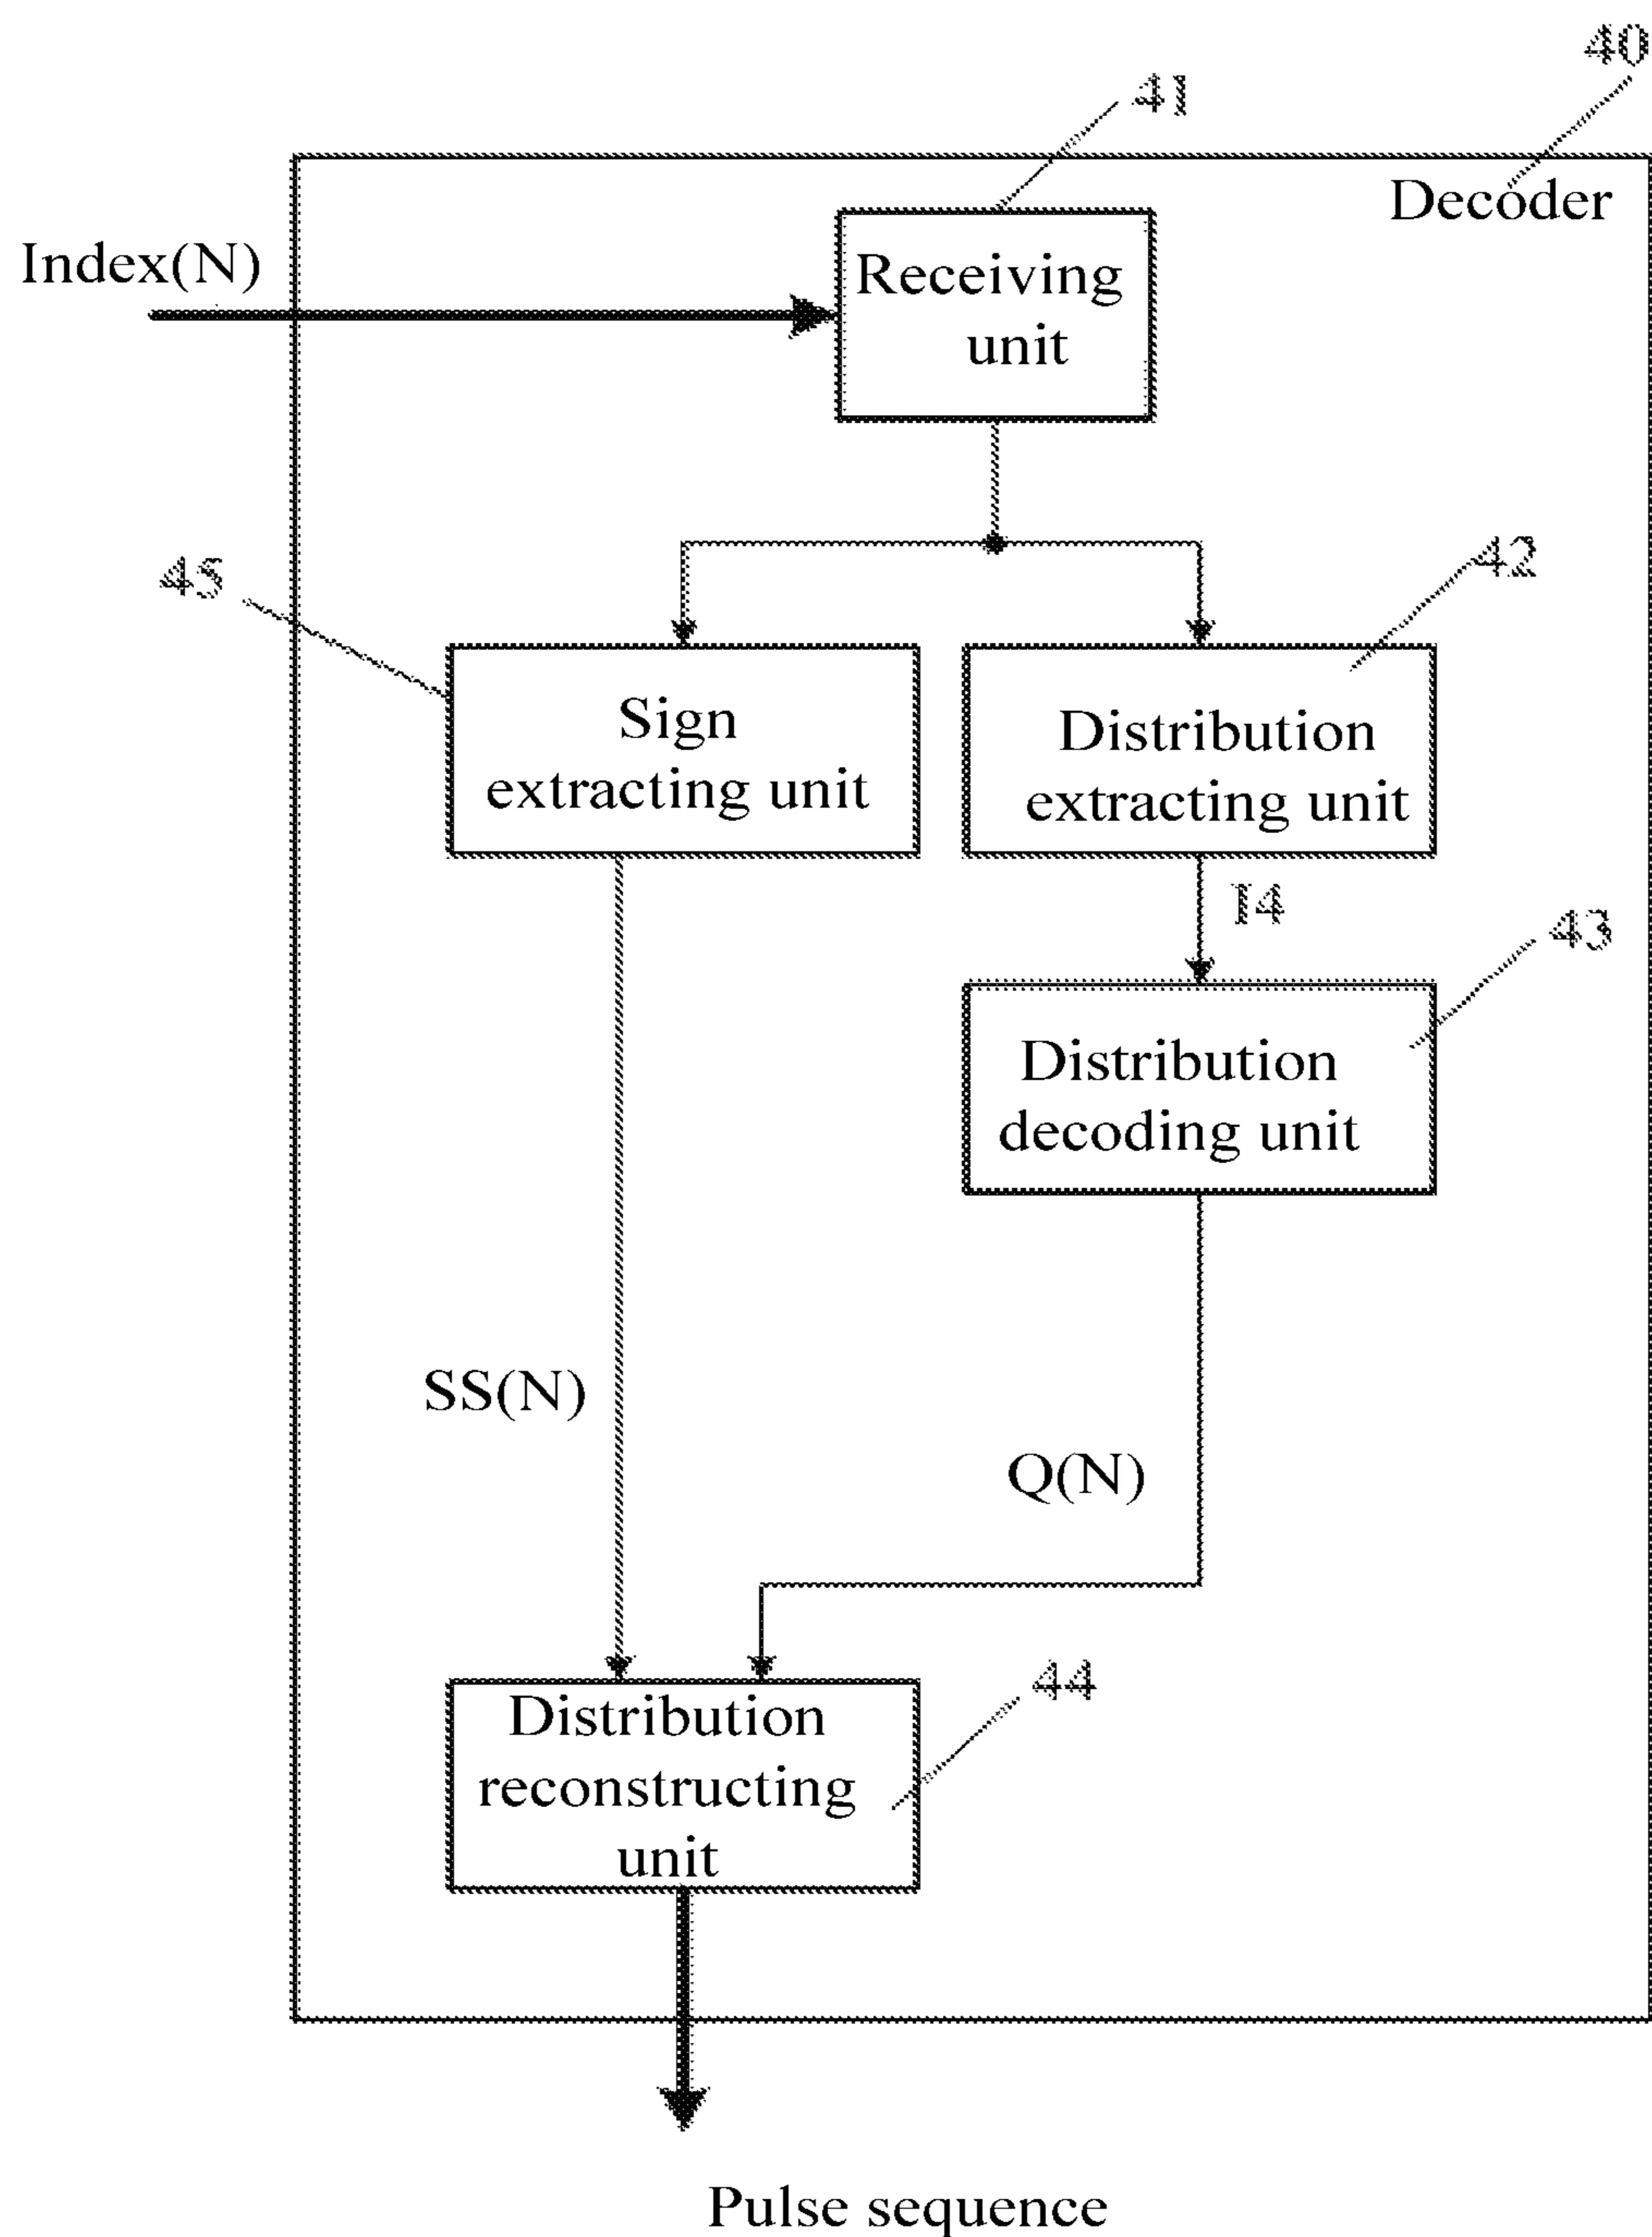 40
41
Decoder
Index(N)
Receiving
unit
45
42
Sign
extracting unit
Distribution
extracting unit
I4
43
Distribution
decoding unit
SS(N)
Q(N)
44
Distribution
reconstructing
unit
Pulse sequence